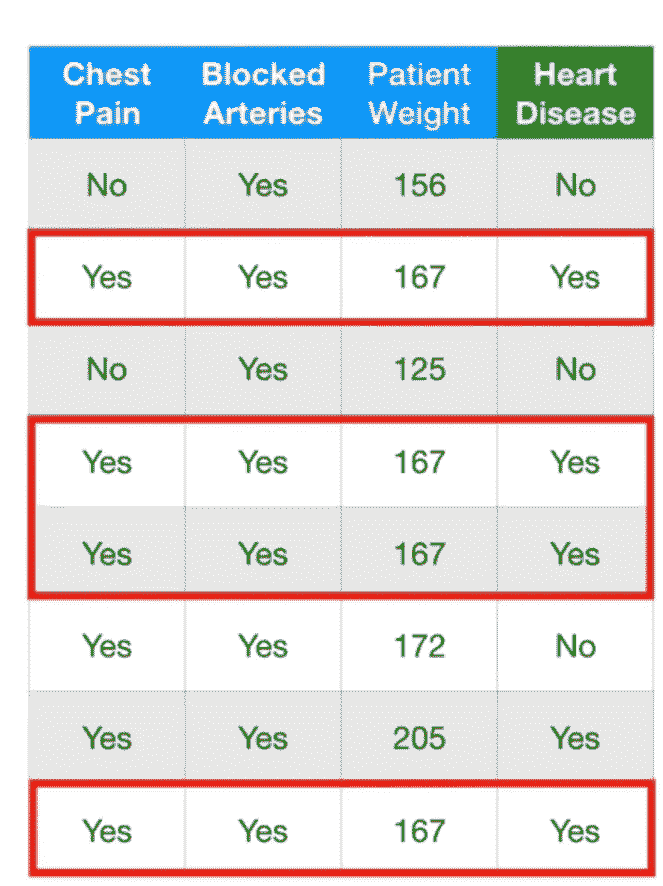 Chest Pain Blocked Arteries Patient Weight Heart Disease
No Yes 156 No
Yes Yes 167 Yes
No Yes 125 No
Yes Yes 167 Yes
Yes Yes 167 Yes
Yes Yes 172 No
Yes Yes 205 Yes
Yes Yes 167 Yes